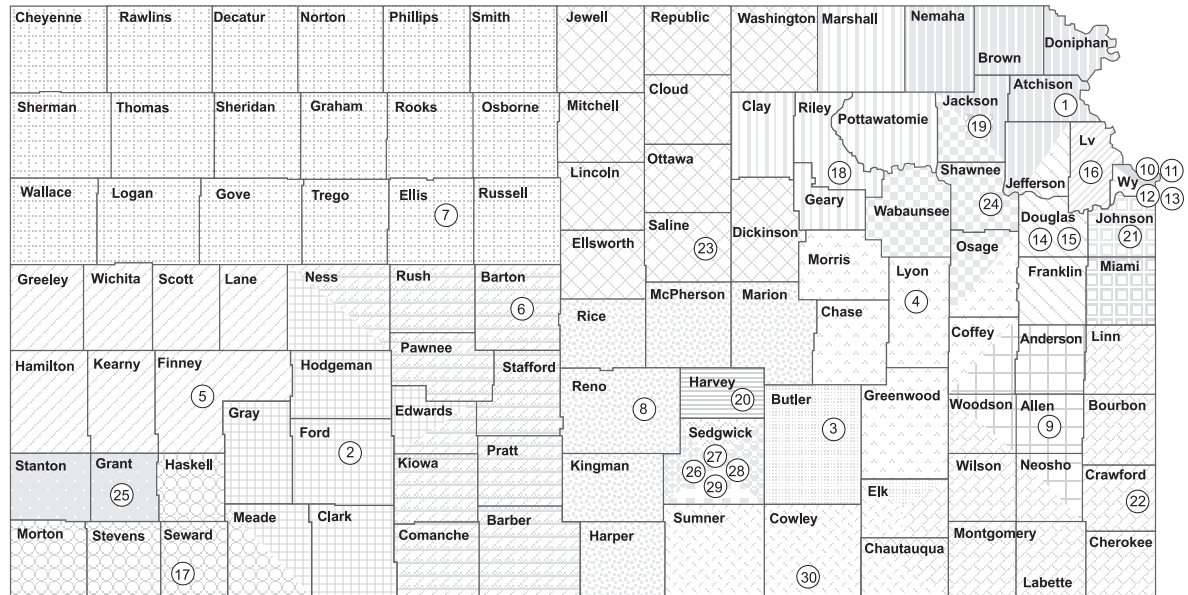 Cheyenne Rawlins Decatur Norton Phillips Smith Jewell Republic Washington Marshall Nemaha
Brown Doniphan
Sherman Thomas Sheridan Graham Rooks Osborne Mitchell Cloud Clay Riley Pottawatomie Jackson Atchison
19 1
Wallace Logan Gove Trego Ellis Russell Lincoln Ottawa Geary Wabaunsee Shawnee Jefferson Lv Wy
7 18 24 16 10 11 12 13
Ellsworth Saline Dickinson Morris Osage Douglas Johnson
23 14 15 21
Greeley Wichita Scott Lane Ness Rush Barton Rice McPherson Marion Chase Lyon Franklin Miami
6 4
Hamilton Kearny Finney Hodgeman Pawnee Stafford Reno Harvey Butler Greenwood Coffey Anderson Linn
5 8 20 3
Gray Ford Edwards Sedgwick Woodson Allen Bourbon
2 27 26 28 29 9
Stanton Grant Haskell Kiowa Pratt Kingman Elk Wilson Neosho Crawford
25 22
Morton Stevens Seward Meade Clark Comanche Barber Harper Sumner Cowley Chautauqua Montgomery Labette Cherokee
17 30